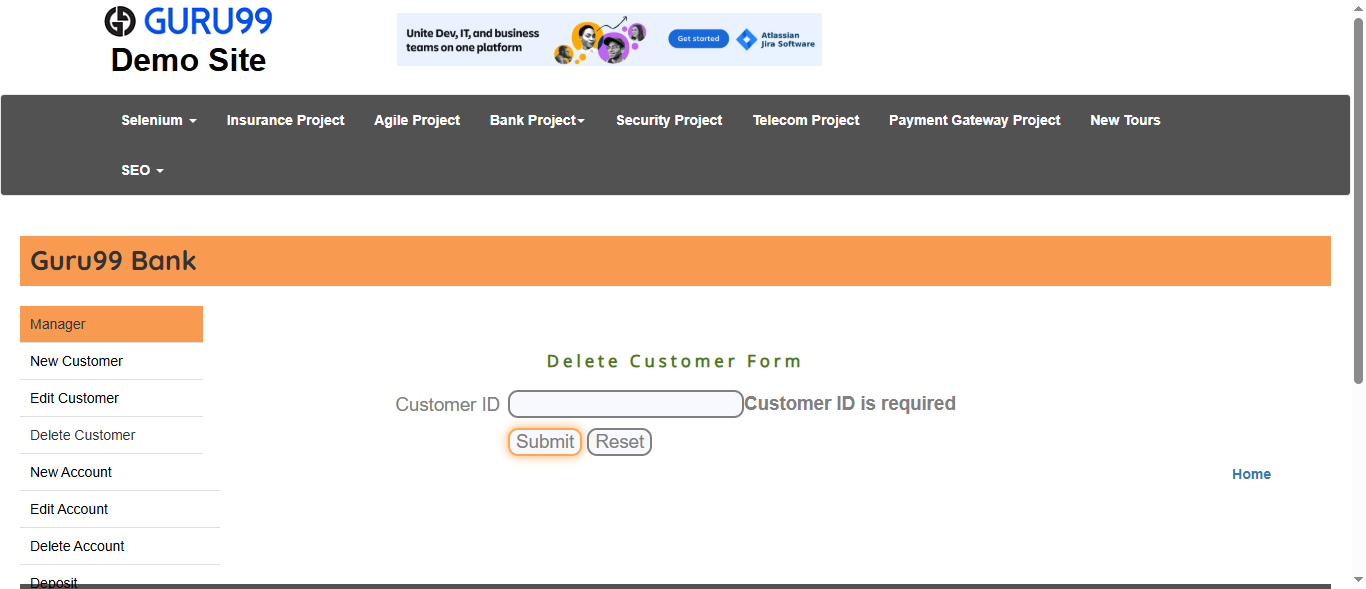 GURU99
Demo Site
Unite Dev, IT, and business
teams on one platform
Get started
Atlassian
Jira Software
Selenium Insurance Project Agile Project Bank Project Security Project Telecom Project Payment Gateway Project New Tours
SEO
Guru99 Bank
Manager
New Customer
Edit Customer
Delete Customer
New Account
Edit Account
Delete Account
Deposit
Delete Customer Form
Customer ID Customer ID is required
Submit Reset
Home